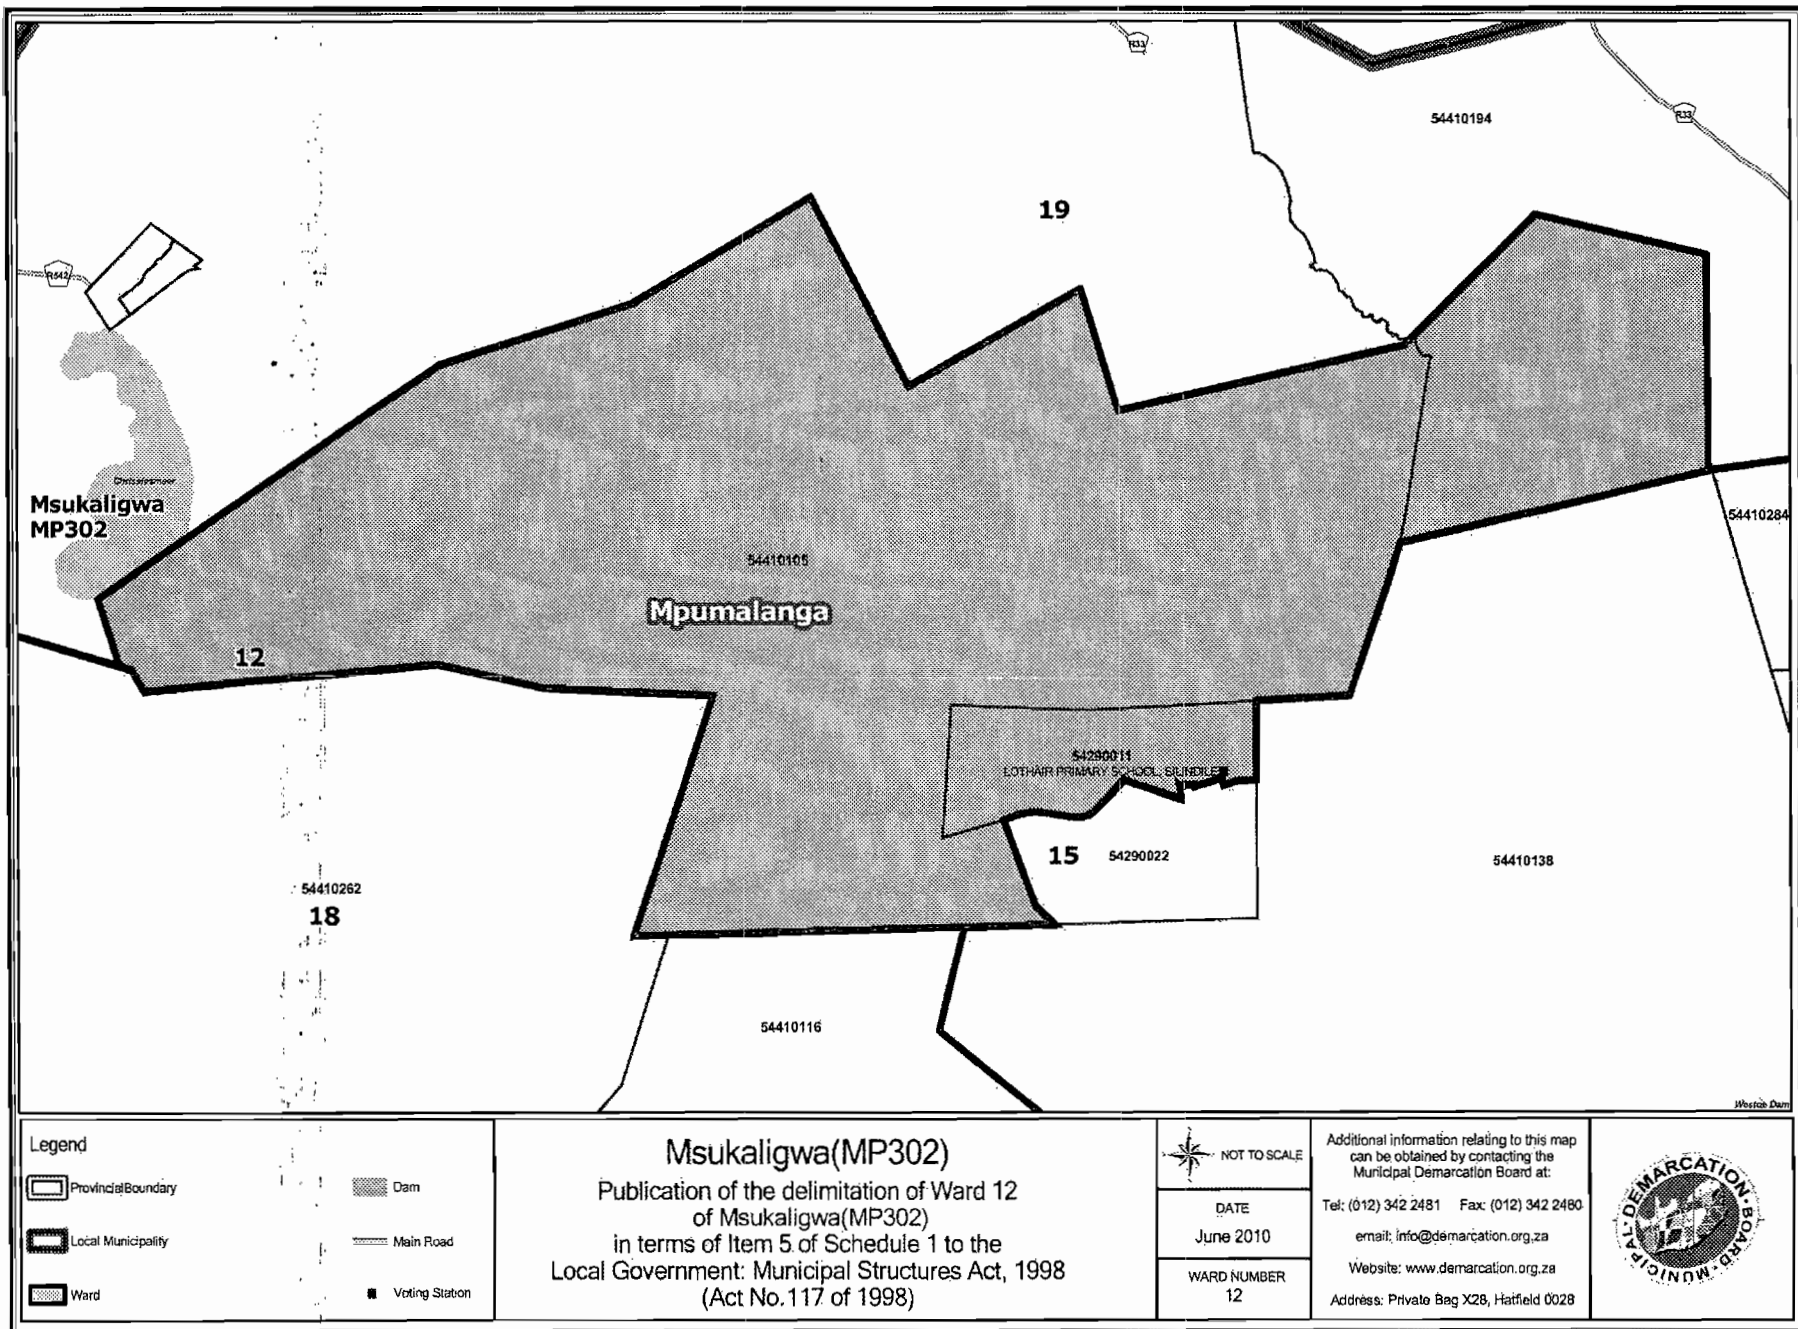 R33
54410194
R33
19
R542
Chrissiesmeer
Msukaligwa
MP302
54410284
54410105
Mpumalanga
12
54290011
LOTHAIR PRIMARY SCHOOL, SILINDILE
15
54290022
54410138
54410262
18
54410116
Westoe Dam
Legend
Provincial Boundary
Dam
Local Municipality
Main Road
Ward
Voting Station
Msukaligwa(MP302)
Publication of the delimitation of Ward 12
of Msukaligwa(MP302)
in terms of Item 5 of Schedule 1 to the
Local Government: Municipal Structures Act, 1998
(Act No.117 of 1998)
NOT TO SCALE
DATE
June 2010
WARD NUMBER
12
Additional information relating to this map
can be obtained by contacting the
Municipal Demarcation Board at:
Tel: (012) 342 2481 Fax: (012) 342 2480
email: info@demarcation.org.za
Website: www.demarcation.org.za
Address: Private Bag X28, Hatfield 0028
MUNICIPAL DEMARCATION BOARD